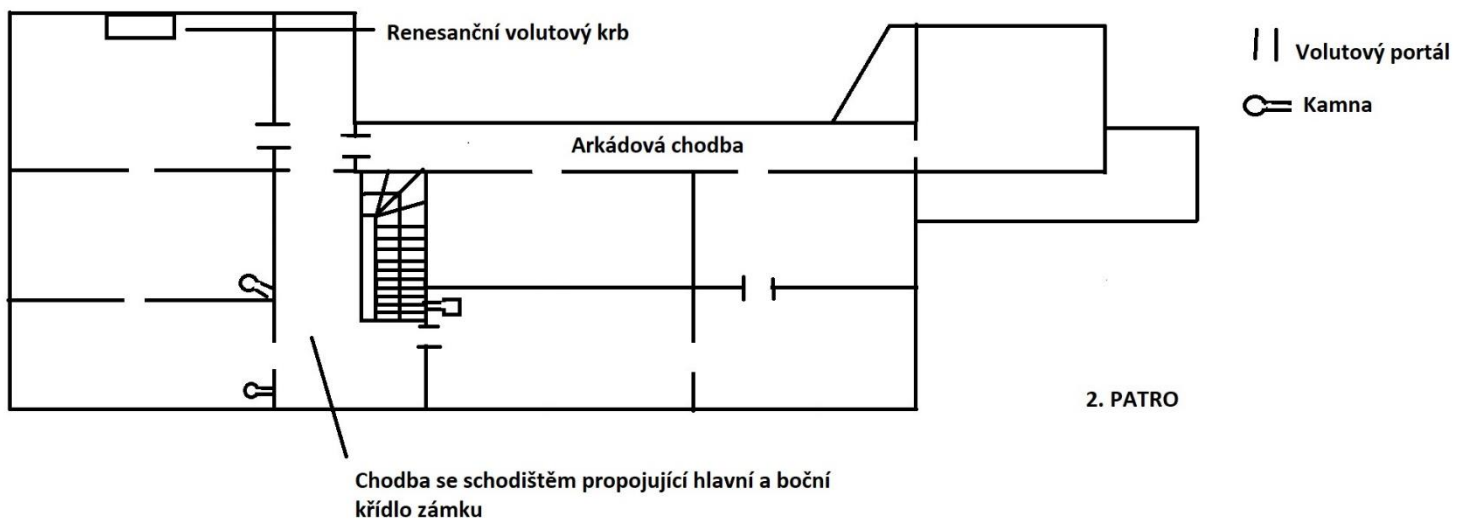 Renesanční volutový krb
Volutový portál
Kamna
Arkádová chodba
2. PATRO
Chodba se schodištěm propojující hlavní a boční
křídlo zámku